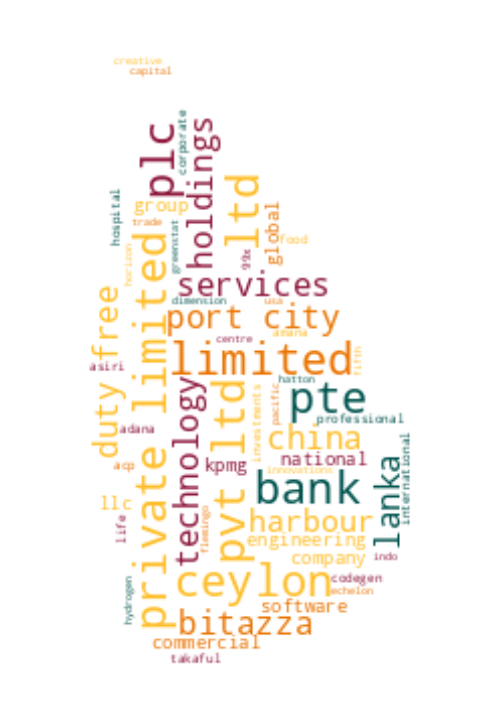 creative
capital
plc
corporate
holdings
ltd
hospital
group
trade
greenstat
global
food
horizon
99x
services
private limited
duty free
dimension
usa
port city
amana
centre
limited
fifth
asiri
technology
pvt ltd
hatton
pte
pacific
investments
professional
adana
china
international
acp
kpmg
national
innovations
lanka
bank
llc
life
flemingo
harbour
engineering
company
indo
ceylon
codegen
hydrogen
echelon
software
bitazza
commercial
takaful